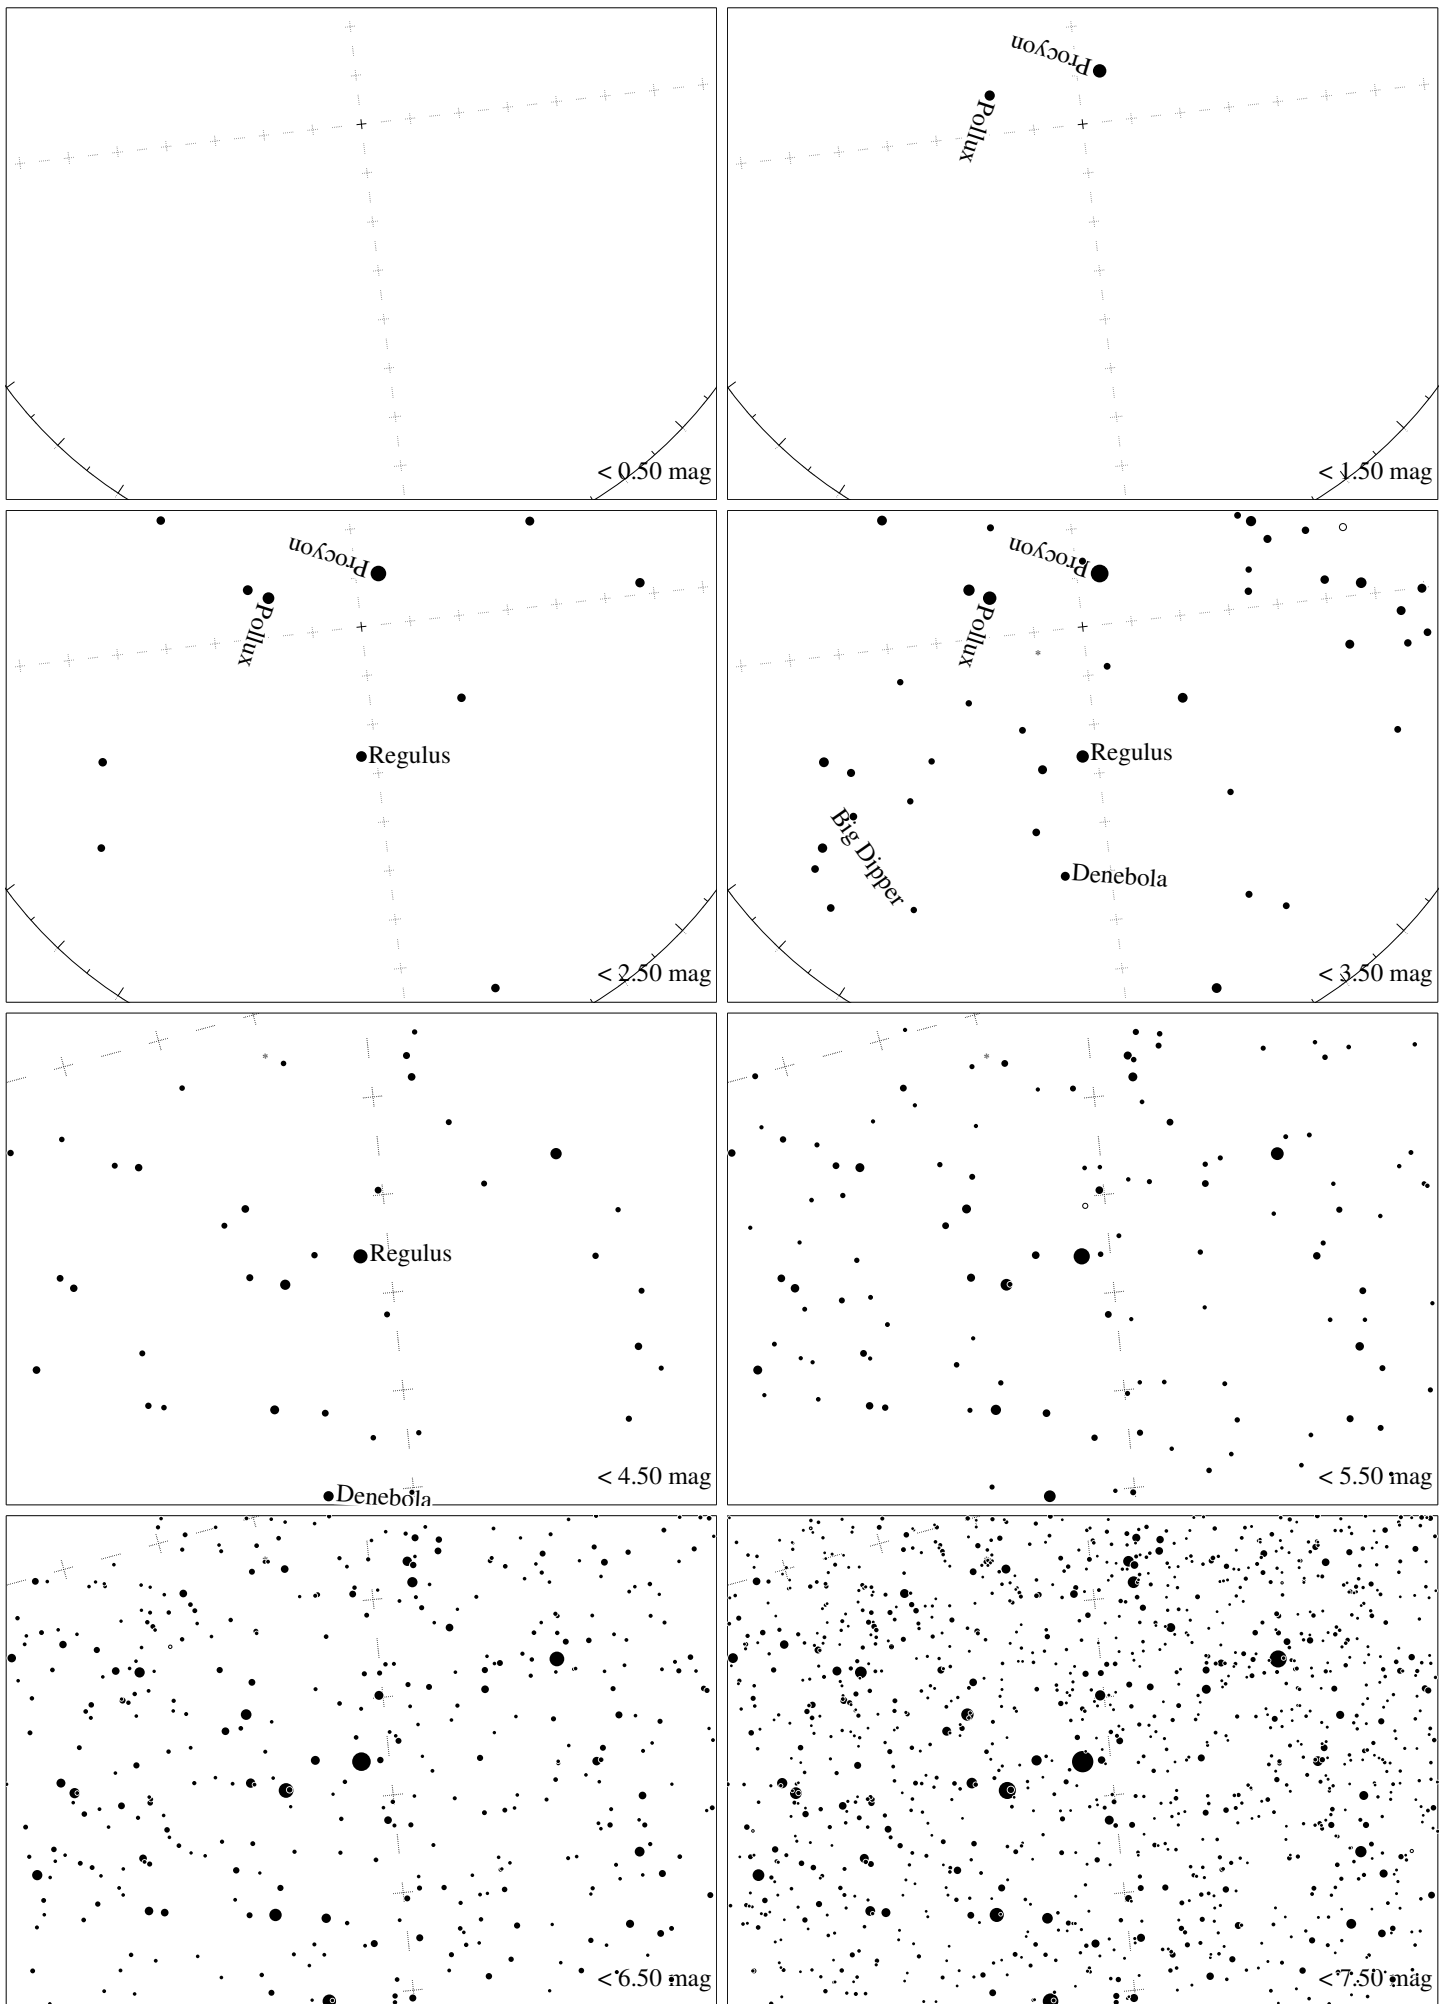 < 0.50 mag
Procyon
Pollux
< 1.50 mag
Procyon
Pollux
Regulus
< 2.50 mag
Procyon
Pollux
Regulus
Big Dipper
Denebola
< 3.50 mag
Regulus
Denebola
< 4.50 mag
< 5.50 mag
< 6.50 mag
< 7.50 mag